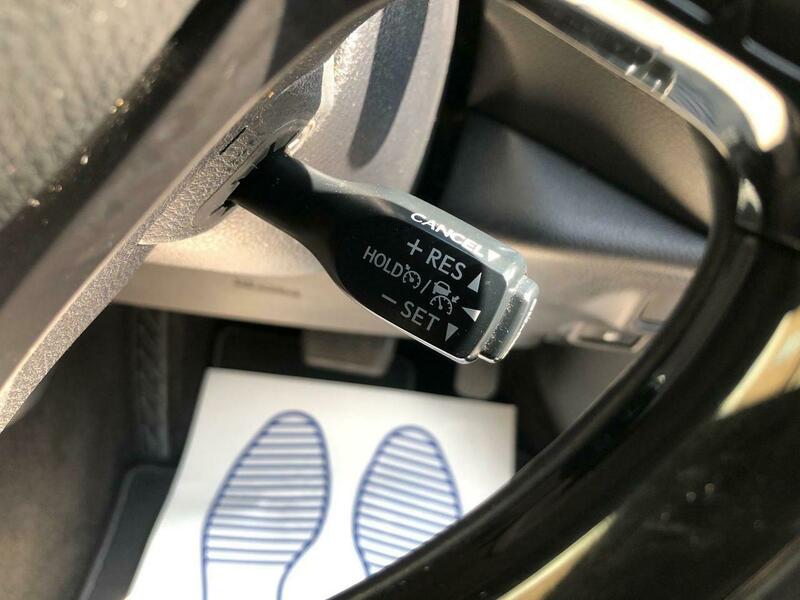 CANCEL▼
+ RES ▲
HOLD / ◀
− SET ▼